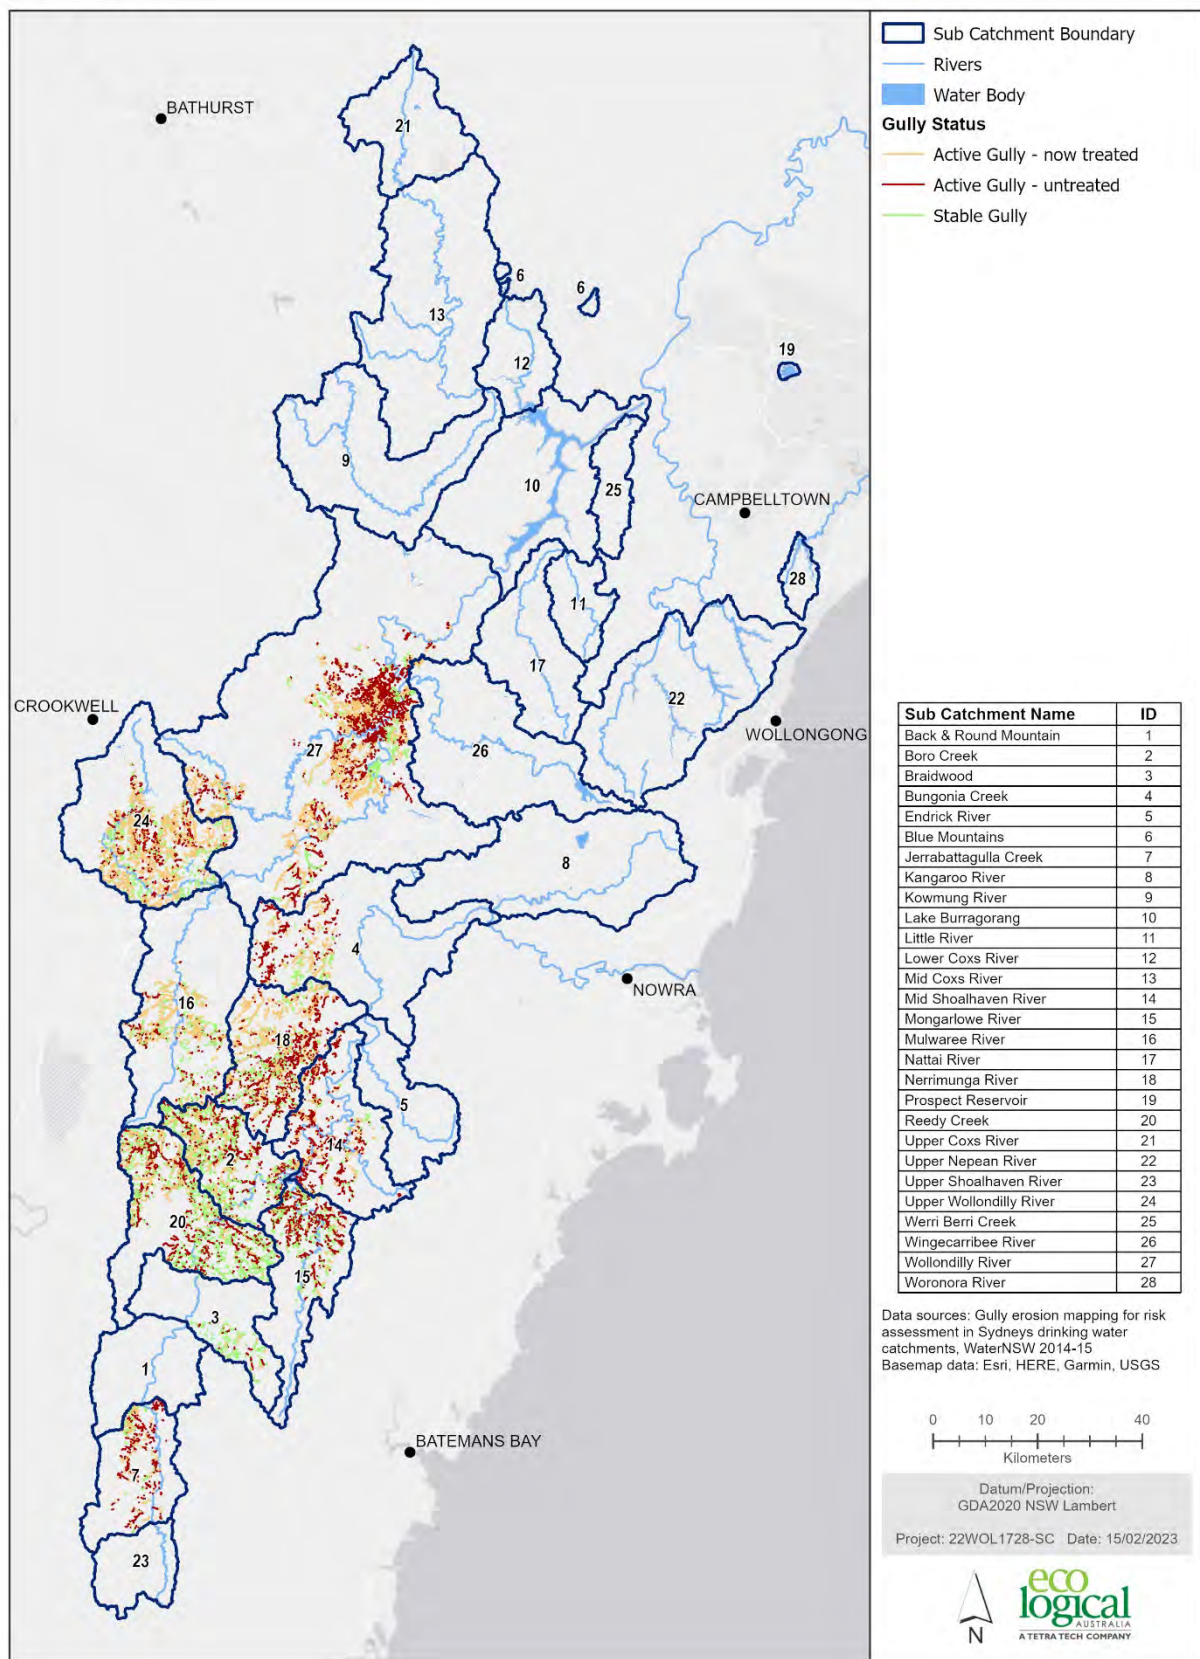 Sub Catchment Boundary
Rivers
Water Body
Gully Status
Active Gully - now treated
Active Gully - untreated
Stable Gully
BATHURST
21
6
6
13
19
12
9
10
25
CAMPBELLTOWN
28
11
17
22
CROOKWELL
WOLLONGONG
27
26
24
8
4
NOWRA
16
18
5
14
2
20
15
3
1
BATEMANS BAY
7
23
Sub Catchment Name ID
Back & Round Mountain 1
Boro Creek 2
Braidwood 3
Bungonia Creek 4
Endrick River 5
Blue Mountains 6
Jerrabattagulla Creek 7
Kangaroo River 8
Kowmung River 9
Lake Burragorang 10
Little River 11
Lower Coxs River 12
Mid Coxs River 13
Mid Shoalhaven River 14
Mongarlowe River 15
Mulwaree River 16
Nattai River 17
Nerrimunga River 18
Prospect Reservoir 19
Reedy Creek 20
Upper Coxs River 21
Upper Nepean River 22
Upper Shoalhaven River 23
Upper Wollondilly River 24
Werri Berri Creek 25
Wingecarribee River 26
Wollondilly River 27
Woronora River 28
Data sources: Gully erosion mapping for risk
assessment in Sydneys drinking water
catchments, WaterNSW 2014-15
Basemap data: Esri, HERE, Garmin, USGS
0 10 20 40
Kilometers
Datum/Projection:
GDA2020 NSW Lambert
Project: 22WOL1728-SC Date: 15/02/2023
N
eco
logical
AUSTRALIA
A TETRA TECH COMPANY